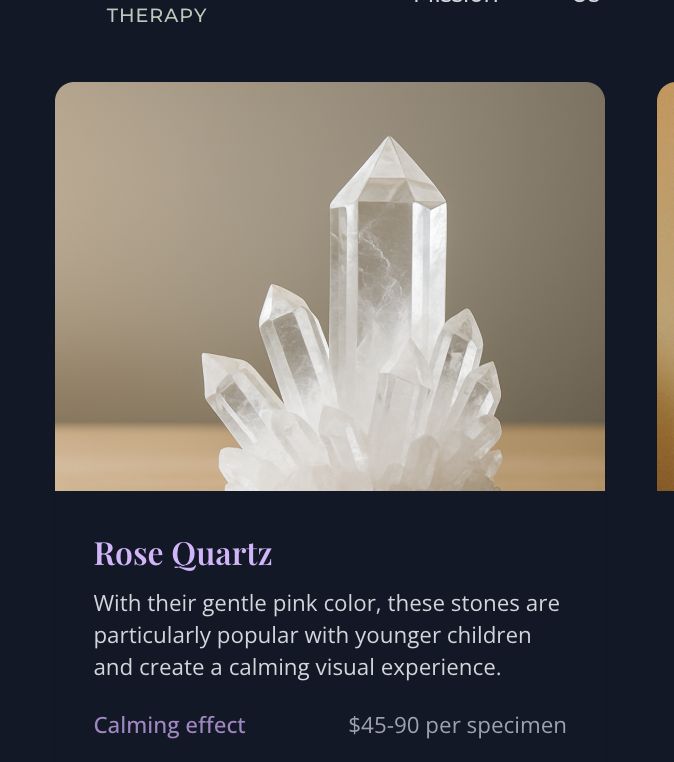 THERAPY
Rose Quartz
With their gentle pink color, these stones are
particularly popular with younger children
and create a calming visual experience.
Calming effect $45-90 per specimen